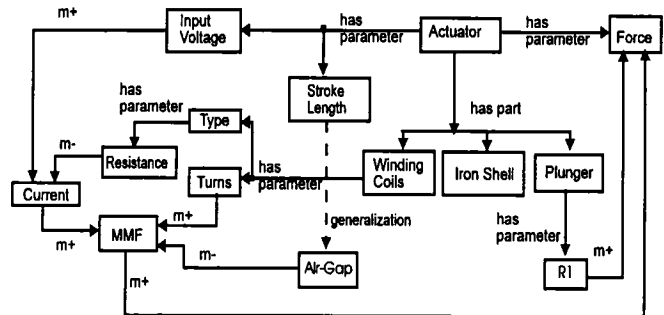 m+
Input
Voltage
has
parameter
Actuator
has
parameter
Force
Stroke
Length
has
parameter
Type
has part
m-
Resistance
has
parameter
Winding
Coils
Iron Shell
Plunger
Current
Turns
m+
generalization
has
parameter
m+
MMF
m-
Air-Gap
R1
m+
m+